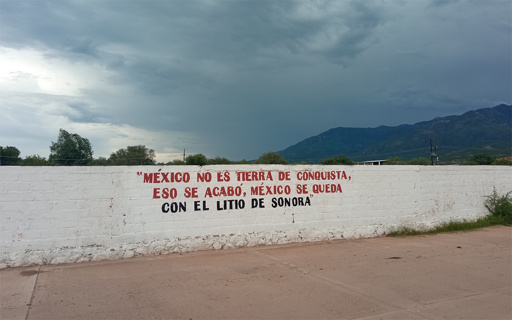 "MÉXICO NO ES TIERRA DE CONQUISTA,
ESO SE ACABÓ, MÉXICO SE QUEDA
CON EL LITIO DE SONORA"